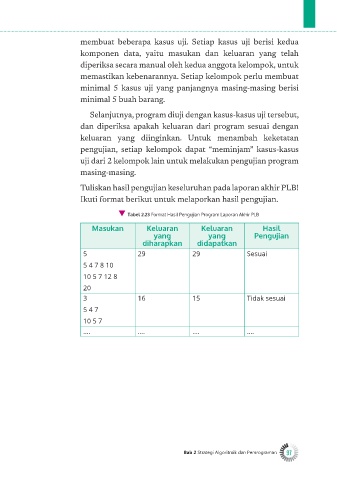 membuat beberapa kasus uji. Setiap kasus uji berisi kedua
komponen data, yaitu masukan dan keluaran yang telah
diperiksa secara manual oleh kedua anggota kelompok, untuk
memastikan kebenarannya. Setiap kelompok perlu membuat
minimal 5 kasus uji yang panjangnya masing-masing berisi
minimal 5 buah barang.
Selanjutnya, program diuji dengan kasus-kasus uji tersebut,
dan diperiksa apakah keluaran dari program sesuai dengan
keluaran yang diinginkan. Untuk menambah keketatan
pengujian, setiap kelompok dapat “meminjam” kasus-kasus
uji dari 2 kelompok lain untuk melakukan pengujian program
masing-masing.
Tuliskan hasil pengujian keseluruhan pada laporan akhir PLB!
Ikuti format berikut untuk melaporkan hasil pengujian.
Tabel 2.23 Format Hasil Pengujian Program Laporan Akhir PLB
Masukan Keluaran Keluaran Hasil
yang yang Pengujian
diharapkan didapatkan
5 29 29 Sesuai
5 4 7 8 10
10 5 7 12 8
20
3 16 15 Tidak sesuai
5 4 7
10 5 7
.... .... .... ....
Bab 2 Strategi Algoritmik dan Pemrograman 97